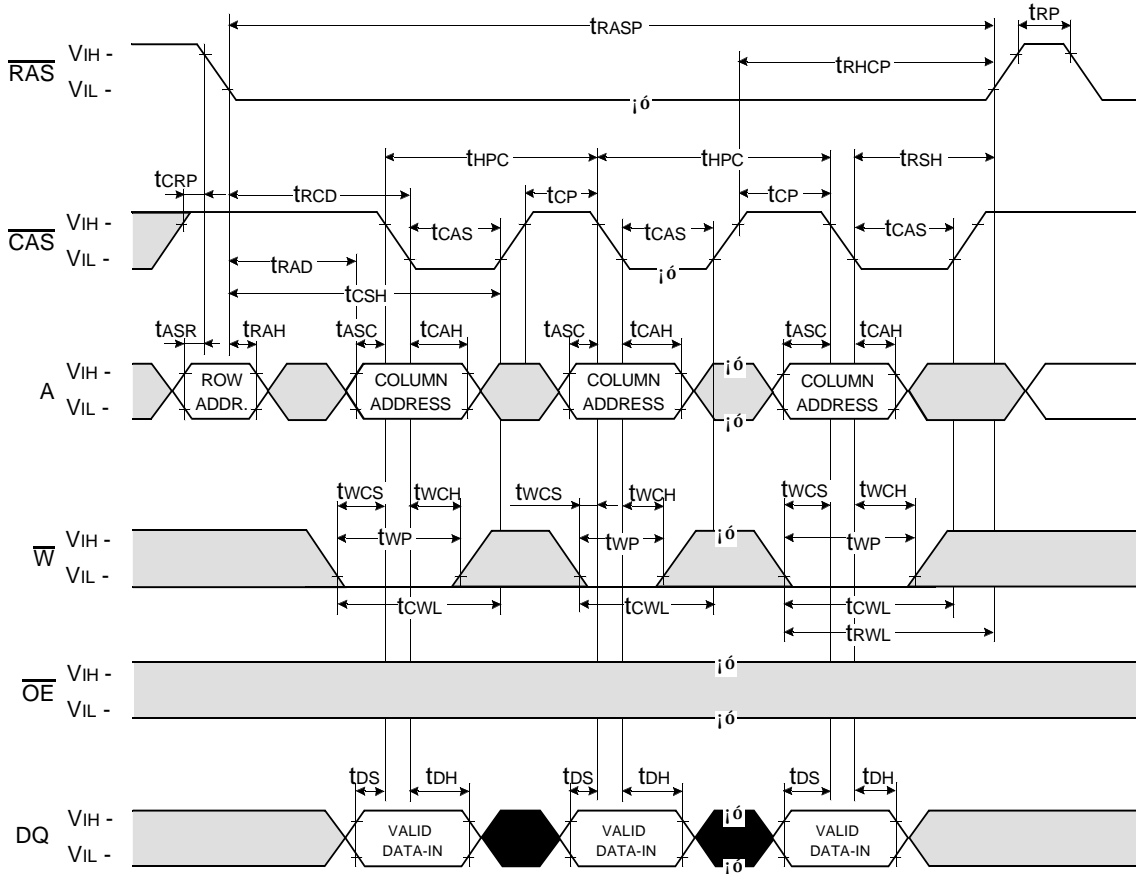 tRASP tRP
RAS VIH -
VIL -
tRHCP
¡ó
tHPC tHPC tRSH
tCRP tRCD tCP tCP
CAS VIH -
VIL -
tCAS tCAS tCAS
¡ó
tRAD
tCSH
tASR tRAH tASC tCAH tASC tCAH tASC tCAH
A VIH -
VIL -
ROW
ADDR.
COLUMN
ADDRESS
COLUMN
ADDRESS
¡ó
¡ó
COLUMN
ADDRESS
tWCS tWCH tWCS tWCH tWCS tWCH
W VIH -
VIL -
tWP tWP ¡ó tWP
tCWL tCWL tCWL
tRWL
OE VIH -
VIL -
¡ó
¡ó
tDS tDH tDS tDH tDS tDH
DQ VIH -
VIL -
VALID
DATA-IN
VALID
DATA-IN
¡ó
¡ó
VALID
DATA-IN